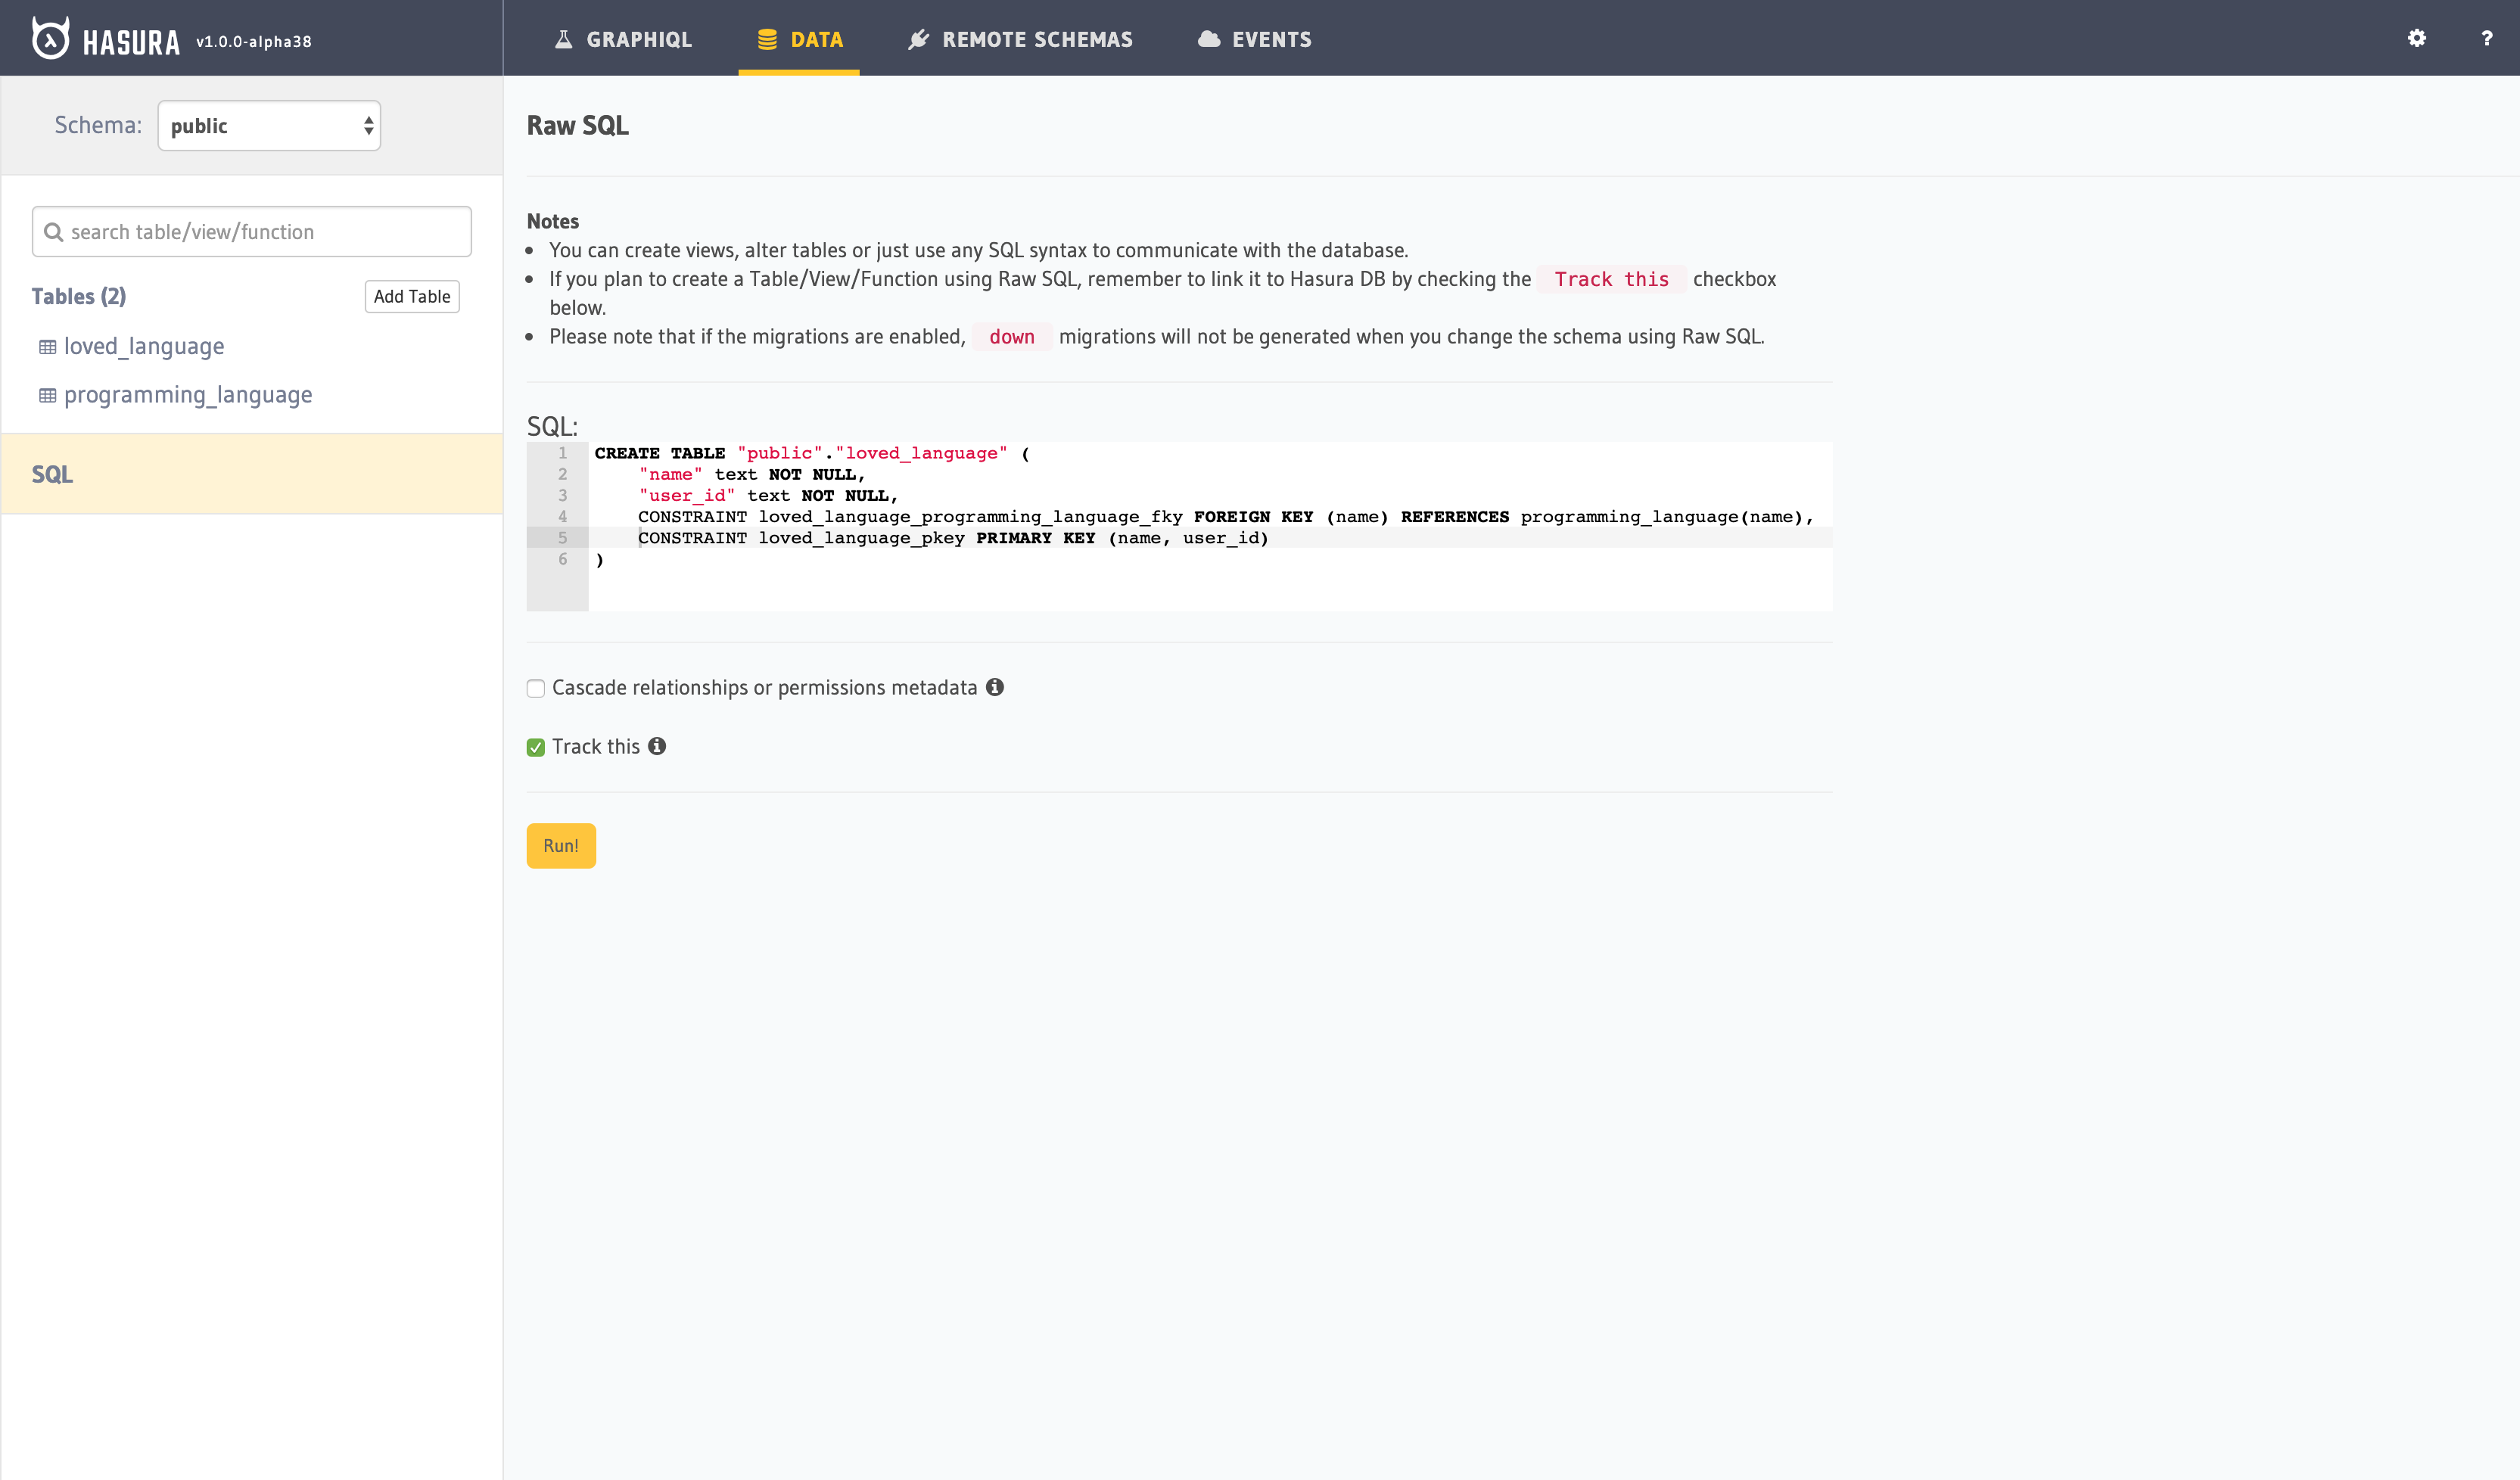 HASURA v1.0.0-alpha38
GRAPHIQL
DATA
REMOTE SCHEMAS
EVENTS
?
Schema: public
search table/view/function
Tables (2)
Add Table
loved_language
programming_language
SQL
Raw SQL
Notes
You can create views, alter tables or just use any SQL syntax to communicate with the database.
If you plan to create a Table/View/Function using Raw SQL, remember to link it to Hasura DB by checking the Track this checkbox
below.
Please note that if the migrations are enabled, down migrations will not be generated when you change the schema using Raw SQL.
SQL:
1 CREATE TABLE "public"."loved_language" (
2 "name" text NOT NULL,
3 "user_id" text NOT NULL,
4 CONSTRAINT loved_language_programming_language_fky FOREIGN KEY (name) REFERENCES programming_language(name),
5 CONSTRAINT loved_language_pkey PRIMARY KEY (name, user_id)
6 )
Cascade relationships or permissions metadata
Track this
Run!